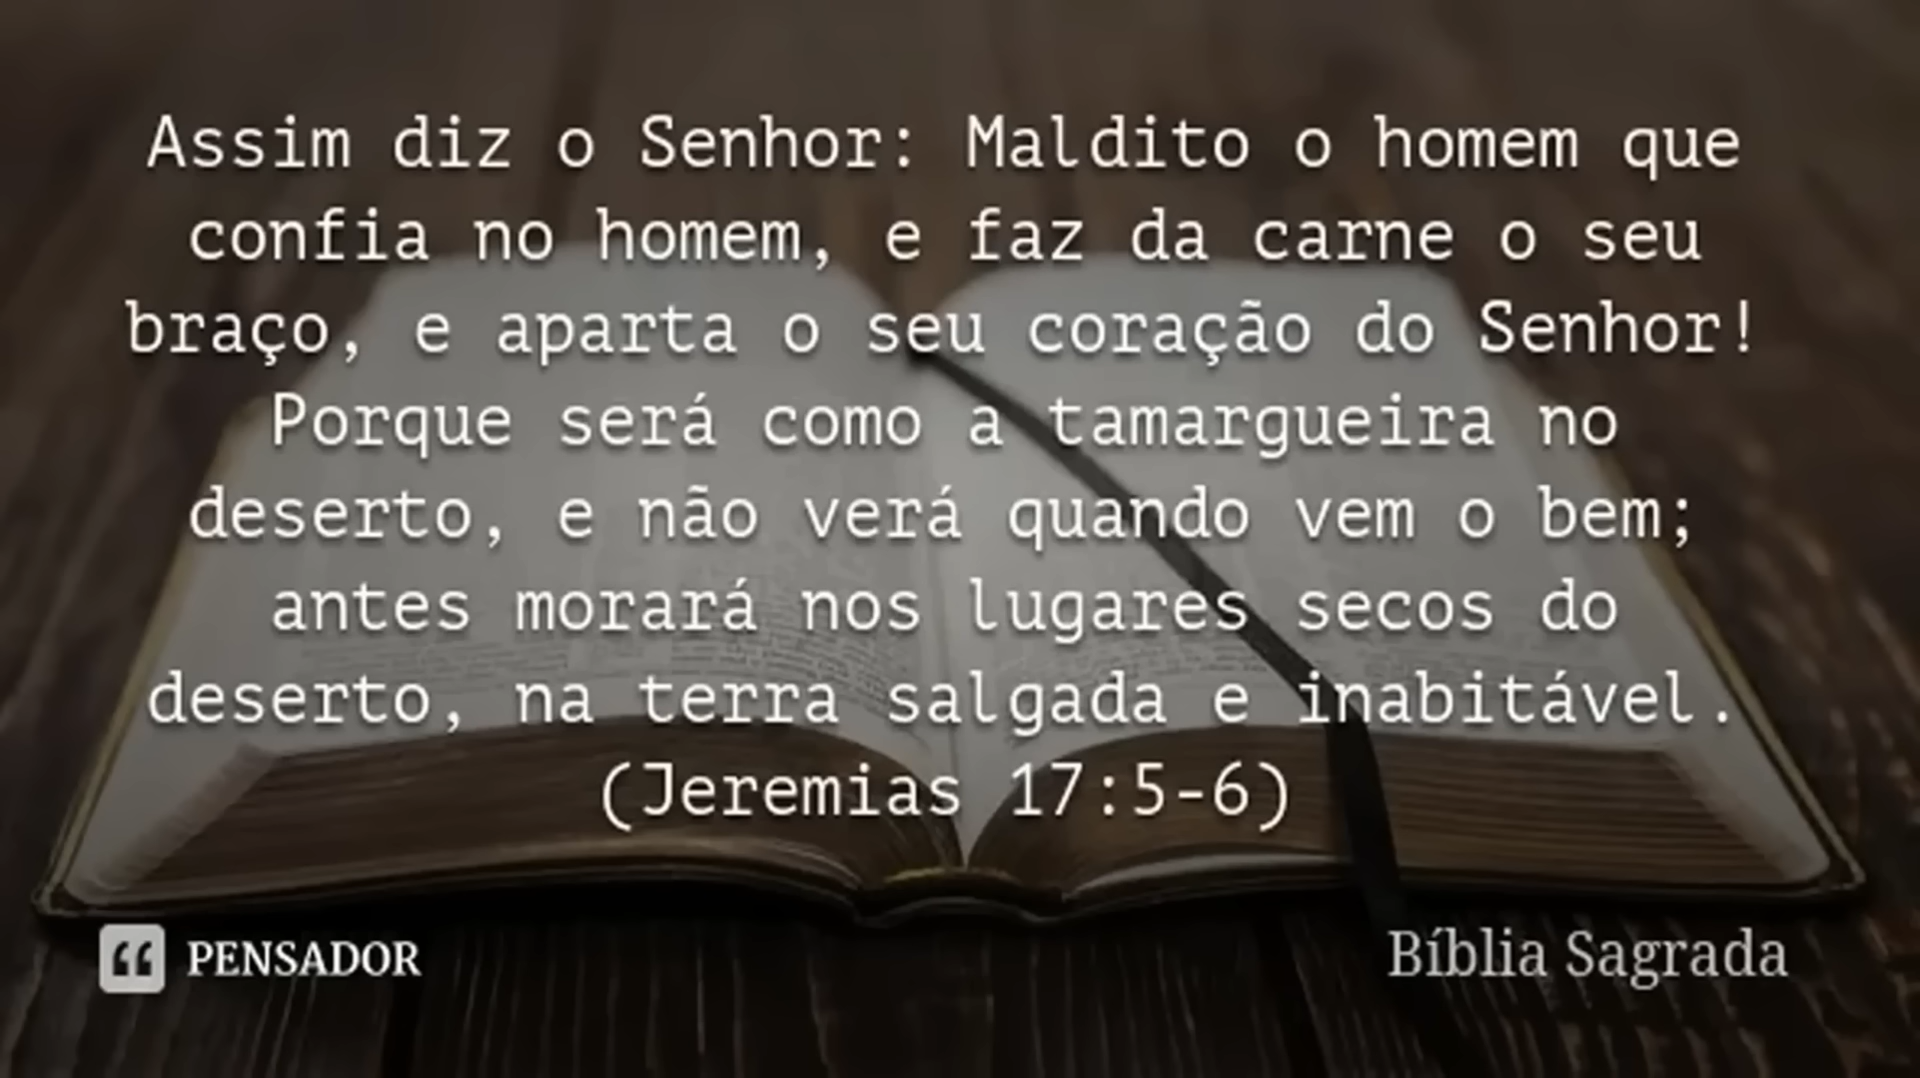 Assim diz o Senhor: Maldito o homem que
confia no homem, e faz da carne o seu
braço, e aparta o seu coração do Senhor!
Porque será como a tamargueira no
deserto, e não verá quando vem o bem;
antes morará nos lugares secos do
deserto, na terra salgada e inabitável.
(Jeremias 17:5-6)
PENSADOR
Bíblia Sagrada